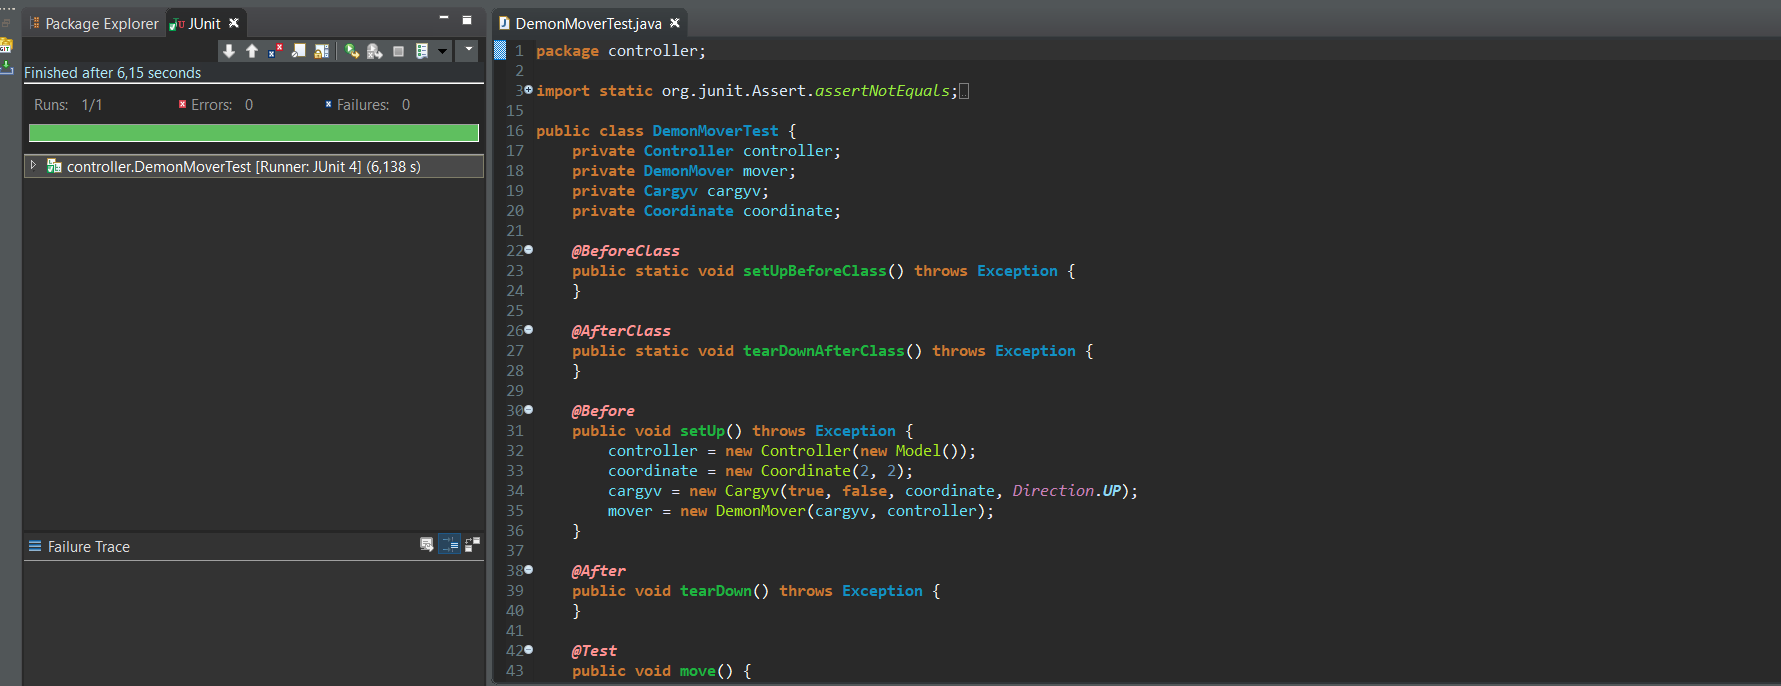 Package Explorer
JUnit
Finished after 6,15 seconds
Runs: 1/1 Errors: 0 Failures: 0
controller.DemonMoverTest [Runner: JUnit 4] (6,138 s)
Failure Trace
DemonMoverTest.java
1 package controller;
2
3 import static org.junit.Assert.assertNotEquals;
15
16 public class DemonMoverTest {
17 private Controller controller;
18 private DemonMover mover;
19 private Cargyv cargyv;
20 private Coordinate coordinate;
21
22 @BeforeClass
23 public static void setUpBeforeClass() throws Exception {
24 }
25
26 @AfterClass
27 public static void tearDownAfterClass() throws Exception {
28 }
29
30 @Before
31 public void setUp() throws Exception {
32 controller = new Controller(new Model());
33 coordinate = new Coordinate(2, 2);
34 cargyv = new Cargyv(true, false, coordinate, Direction.UP);
35 mover = new DemonMover(cargyv, controller);
36 }
37
38 @After
39 public void tearDown() throws Exception {
40 }
41
42 @Test
43 public void move() {